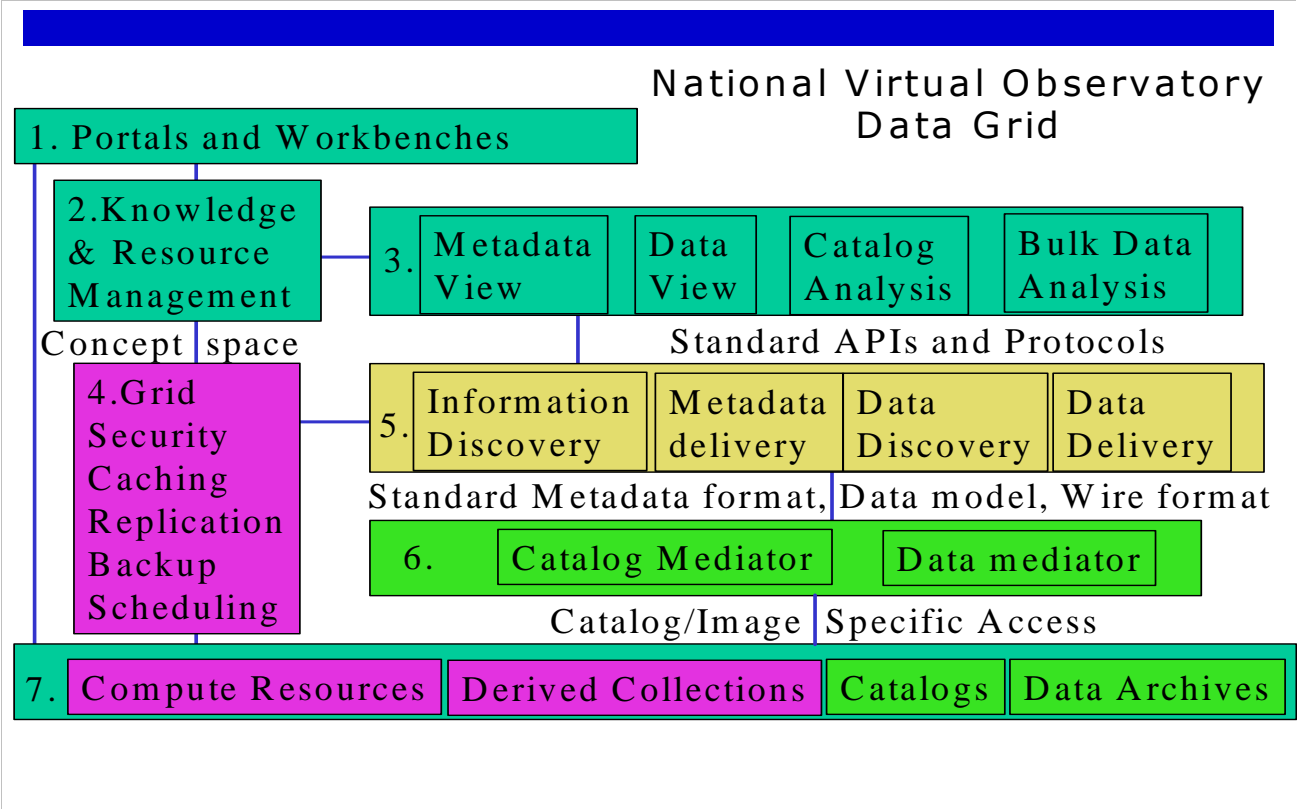 National Virtual Observatory
Data Grid
1. Portals and Workbenches
2.Knowledge
& Resource
Management
3.
Metadata
View
Data
View
Catalog
Analysis
Bulk Data
Analysis
Concept space
Standard APIs and Protocols
4.Grid
Security
Caching
Replication
Backup
Scheduling
5.
Information
Discovery
Metadata
delivery
Data
Discovery
Data
Delivery
Standard Metadata format, Data model, Wire format
6.
Catalog Mediator
Data mediator
Catalog/Image Specific Access
7.
Compute Resources
Derived Collections
Catalogs
Data Archives